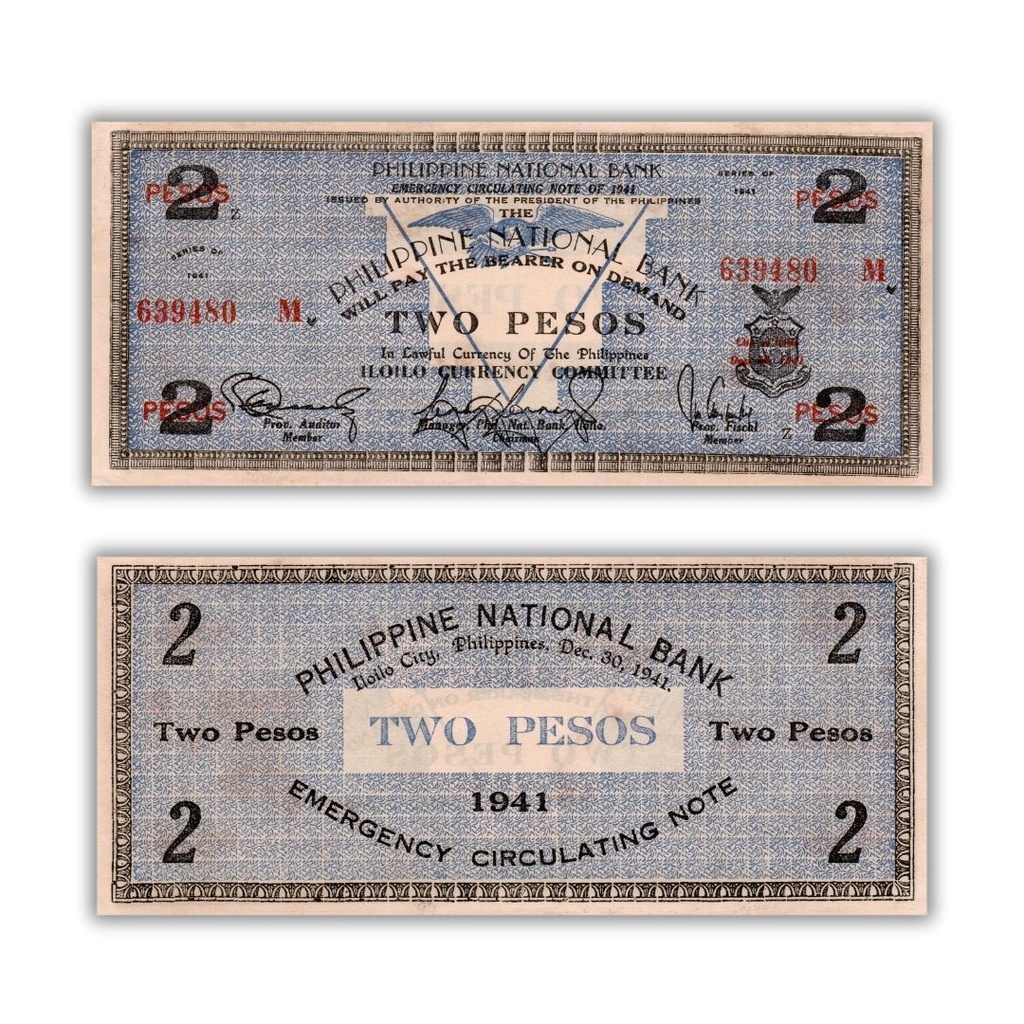 PHILIPPINE NATIONAL BANK
EMERGENCY CIRCULATING NOTE OF 1941
ISSUED BY AUTHORITY OF THE PRESIDENT OF THE PHILIPPINES
SERIES OF
1941
2
PESOS
Z
2
PESOS
THE
PHILIPPINE NATIONAL BANK
WILL PAY THE BEARER ON DEMAND
SERIES OF
1941
639480 M
639480 M
TWO PESOS
In Lawful Currency Of The Philippines
ILOILO CURRENCY COMMITTEE
2
PESOS
2
PESOS
Prov. Auditor
Member
Manager, Phil. Nat. Bank, Iloilo.
Chairman
Prov. Fiscal
Member
Z
2
2
PHILIPPINE NATIONAL BANK
Iloilo City, Philippines, Dec. 30, 1941.
Two Pesos
TWO PESOS
Two Pesos
1941
EMERGENCY CIRCULATING NOTE
2
2